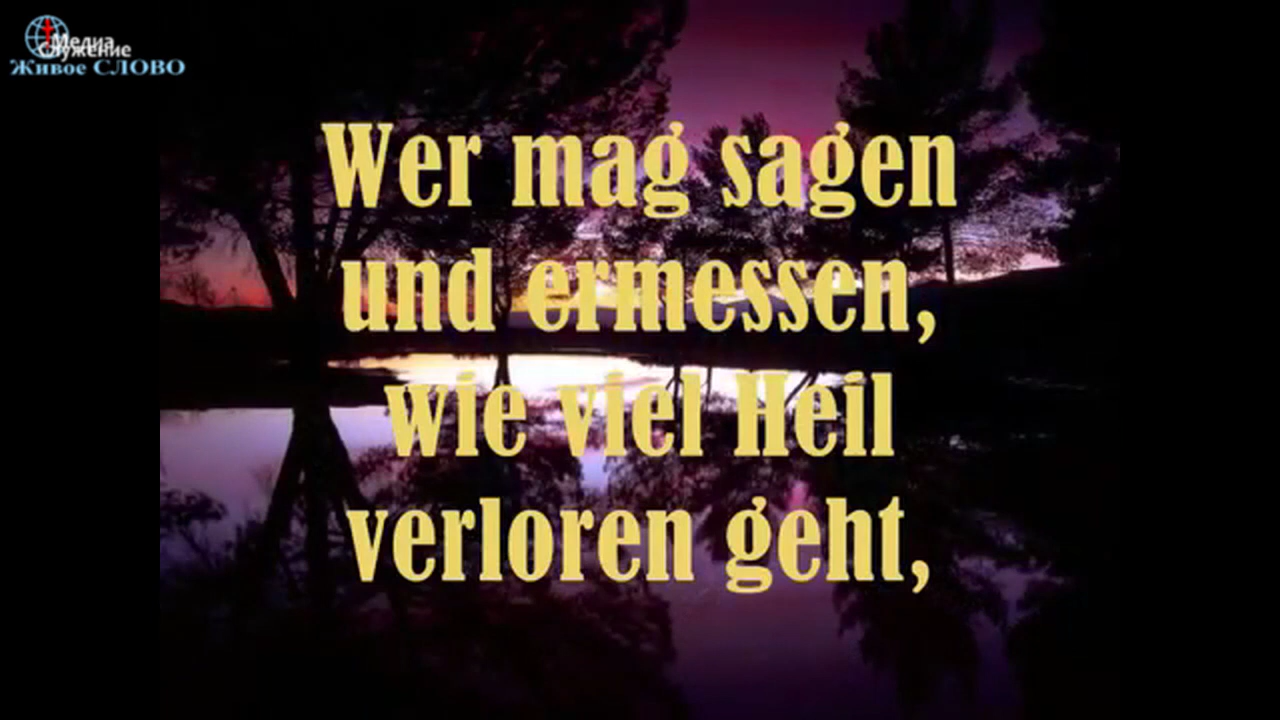 Медиа
Служение
Живое СЛОВО
Wer mag sagen
und ermessen,
wie viel Heil
verloren geht,